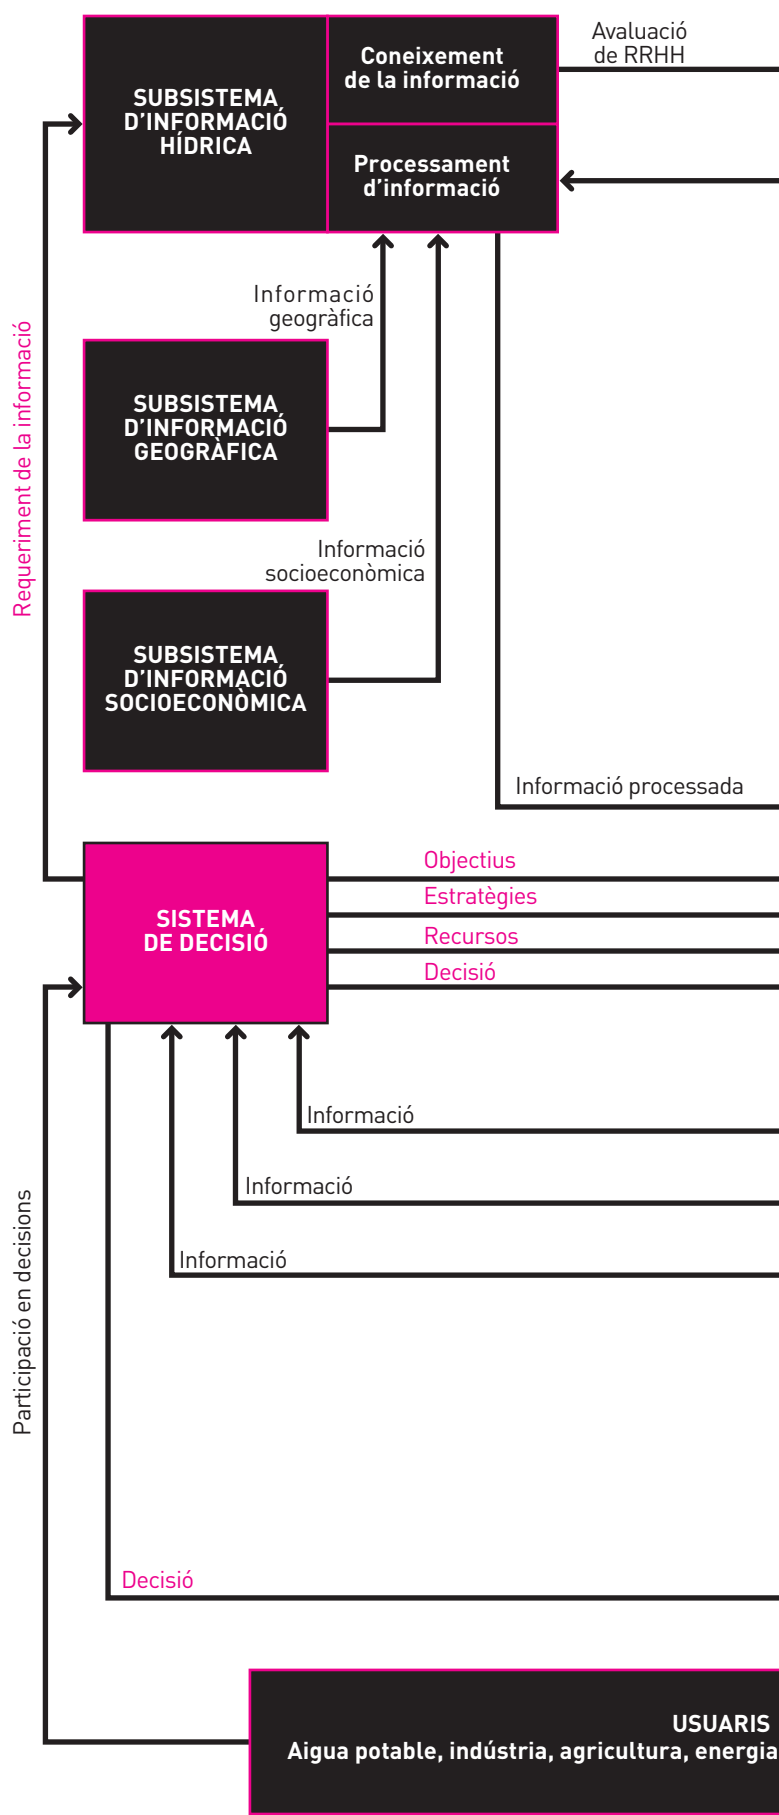 Avaluació
de RRHH
Coneixement
de la informació
SUBSISTEMA
D'INFORMACIÓ
HÍDRICA
Processament
d’informació
Informació
geogràfica
Requeriment de la informació
SUBSISTEMA
D'INFORMACIÓ
GEOGRÀFICA
Informació
socioeconòmica
SUBSISTEMA
D'INFORMACIÓ
SOCIOECONÒMICA
Informació processada
SISTEMA
DE DECISIÓ
Objectius
Estratègies
Recursos
Decisió
Informació
Informació
Informació
Participació en decisions
Decisió
USUARIS
Aigua potable, indústria, agricultura, energia